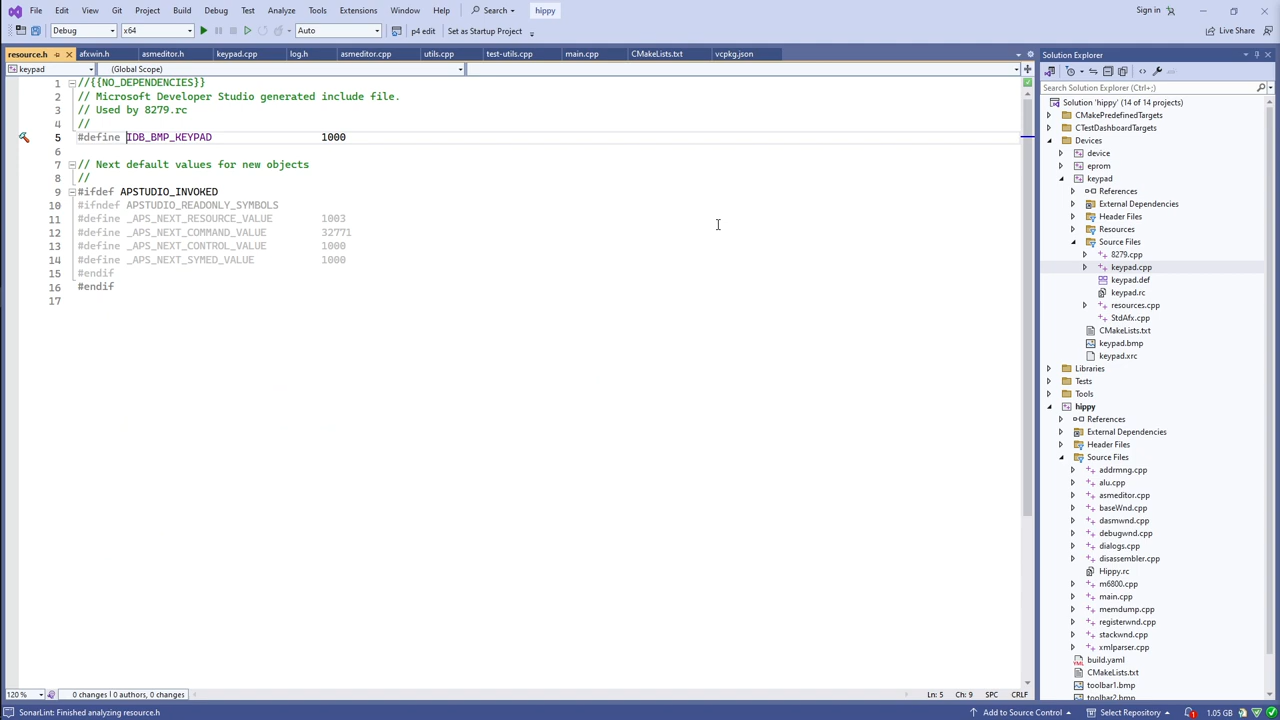 File Edit View Git Project Build Debug Test Analyze Tools Extensions Window Help Search hippy Sign in
Debug x64 Auto p4 edit Set as Startup Project Live Share
resource.h afxwin.h asmeditor.h keypad.cpp log.h asmeditor.cpp utils.cpp test-utils.cpp main.cpp CMakeLists.txt vcpkg.json
keypad (Global Scope)
1 //{{NO_DEPENDENCIES}}
2 // Microsoft Developer Studio generated include file.
3 // Used by 8279.rc
4 //
5 #define IDB_BMP_KEYPAD 1000
6
7 // Next default values for new objects
8 //
9 #ifdef APSTUDIO_INVOKED
10 #ifndef APSTUDIO_READONLY_SYMBOLS
11 #define _APS_NEXT_RESOURCE_VALUE 1003
12 #define _APS_NEXT_COMMAND_VALUE 32771
13 #define _APS_NEXT_CONTROL_VALUE 1000
14 #define _APS_NEXT_SYMED_VALUE 1000
15 #endif
16 #endif
17
120 % 0 changes | 0 authors, 0 changes Ln: 5 Ch: 9 SPC CRLF
Solution Explorer
Search Solution Explorer (Ctrl+;)
Solution 'hippy' (14 of 14 projects)
CMakePredefinedTargets
CTestDashboardTargets
Devices
device
eprom
keypad
References
External Dependencies
Header Files
Resources
Source Files
8279.cpp
keypad.cpp
keypad.def
keypad.rc
resources.cpp
StdAfx.cpp
CMakeLists.txt
keypad.bmp
keypad.xrc
Libraries
Tests
Tools
hippy
References
External Dependencies
Header Files
Source Files
addrmng.cpp
alu.cpp
asmeditor.cpp
baseWnd.cpp
dasmwnd.cpp
debugwnd.cpp
dialogs.cpp
disassembler.cpp
Hippy.rc
m6800.cpp
main.cpp
memdump.cpp
registerwnd.cpp
stackwnd.cpp
xmlparser.cpp
build.yaml
CMakeLists.txt
toolbar1.bmp
toolbar2.bmp
SonarLint: Finished analyzing resource.h Add to Source Control Select Repository 1 1.05 GB